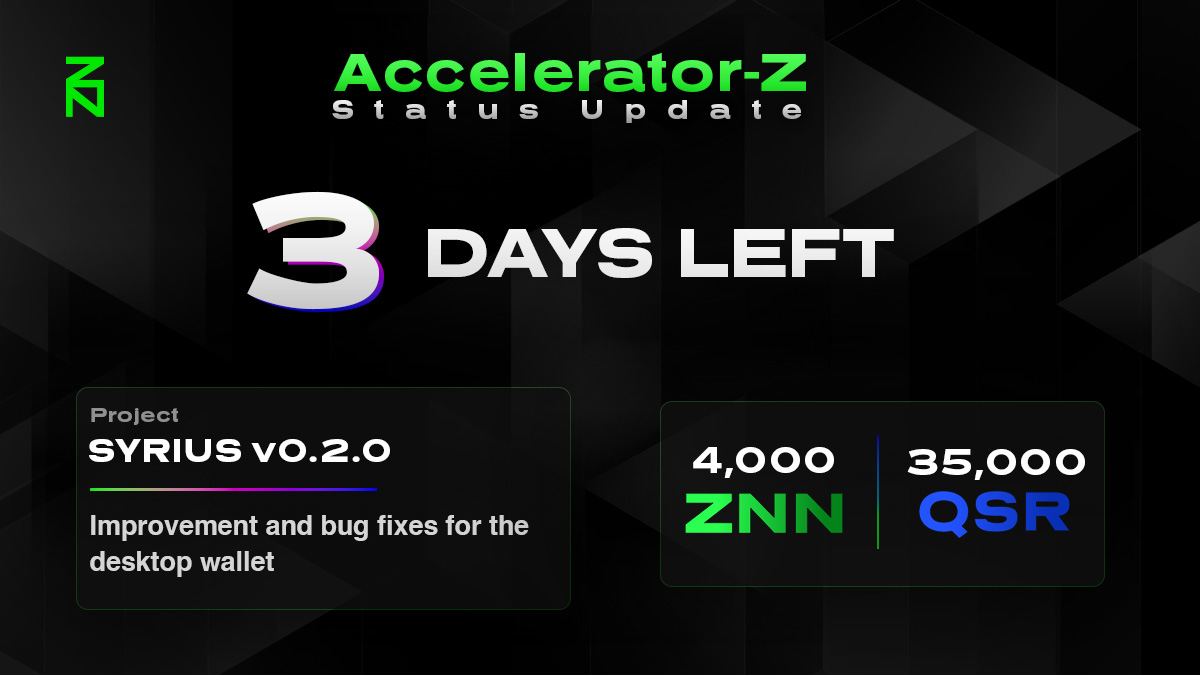 ZN
Accelerator-Z
Status Update
3 DAYS LEFT
Project
SYRIUS v0.2.0
Improvement and bug fixes for the
desktop wallet
4,000
ZNN
35,000
QSR